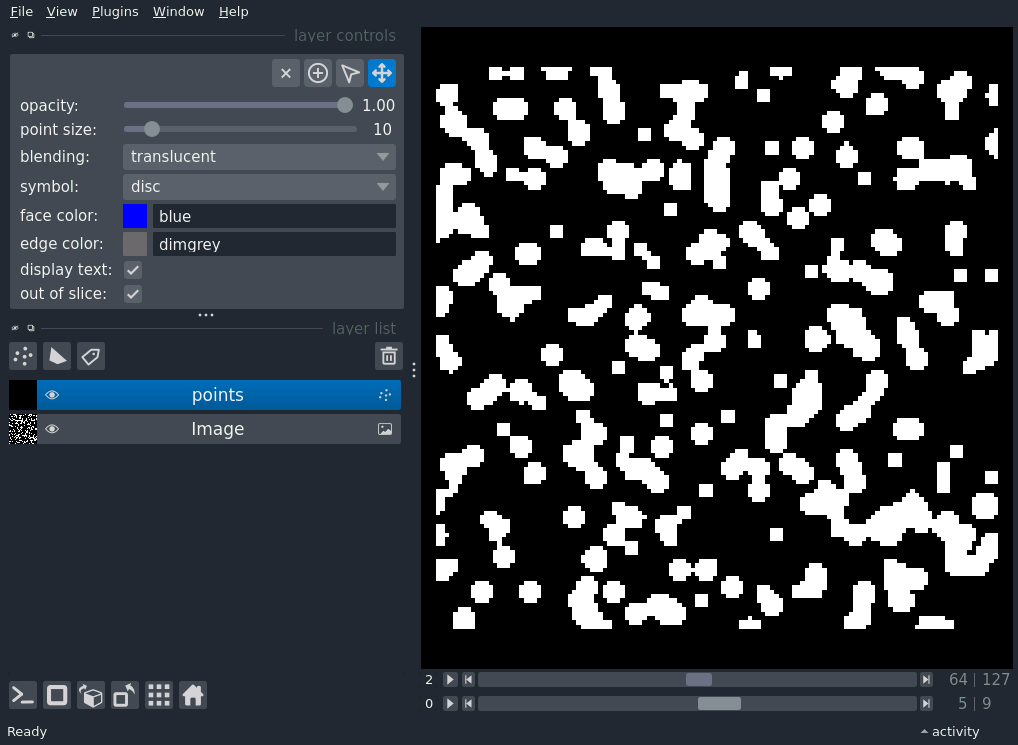 File View Plugins Window Help
layer controls
opacity: 1.00
point size: 10
blending: translucent
symbol: disc
face color: blue
edge color: dimgrey
display text:
out of slice:
layer list
points
Image
2 64 | 127
0 5 | 9
Ready activity